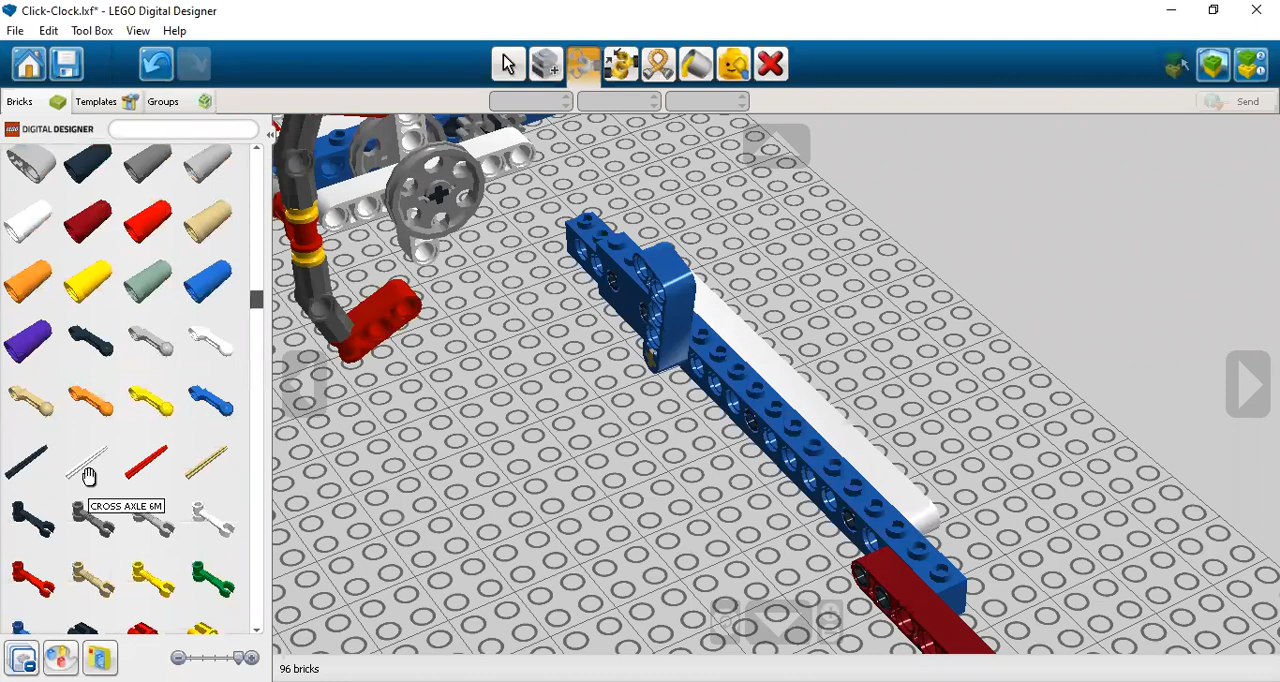 Click-Clock.lxf* - LEGO Digital Designer
File Edit Tool Box View Help
Bricks Templates Groups
Send
LEGO DIGITAL DESIGNER
CROSS AXLE 6M
96 bricks